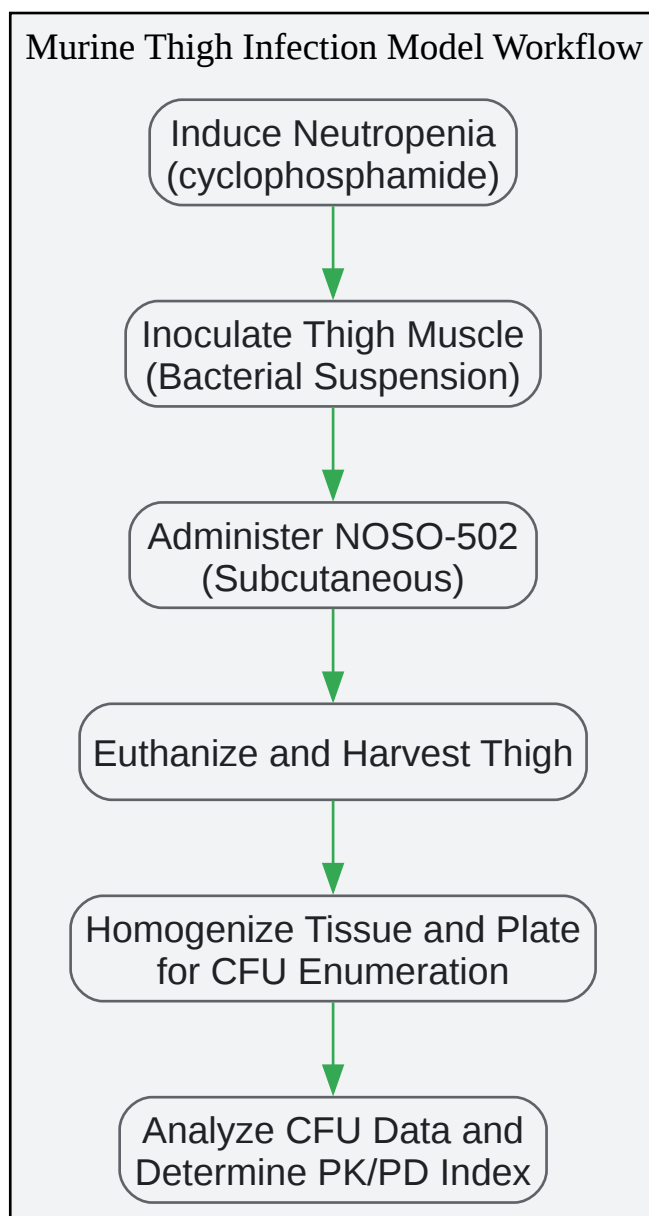 Murine Thigh Infection Model Workflow
Induce Neutropenia
(cyclophosphamide)
Inoculate Thigh Muscle
(Bacterial Suspension)
Administer NOSO-502
(Subcutaneous)
Euthanize and Harvest Thigh
Homogenize Tissue and Plate
for CFU Enumeration
Analyze CFU Data and
Determine PK/PD Index